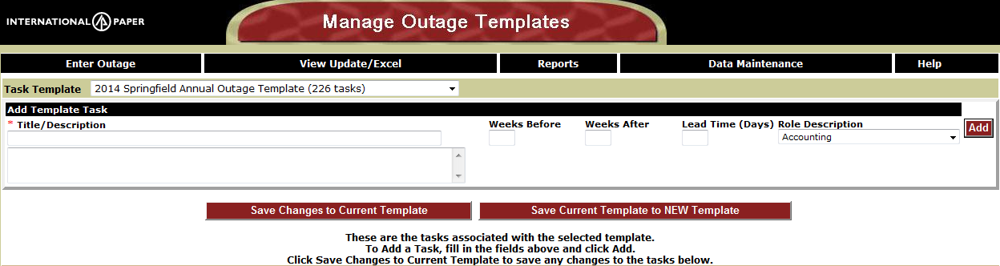 INTERNATIONAL PAPER
Manage Outage Templates
Enter Outage View Update/Excel Reports Data Maintenance Help
Task Template 2014 Springfield Annual Outage Template (226 tasks)
Add Template Task
* Title/Description Weeks Before Weeks After Lead Time (Days) Role Description
Accounting
Add
Save Changes to Current Template Save Current Template to NEW Template
These are the tasks associated with the selected template.
To Add a Task, fill in the fields above and click Add.
Click Save Changes to Current Template to save any changes to the tasks below.